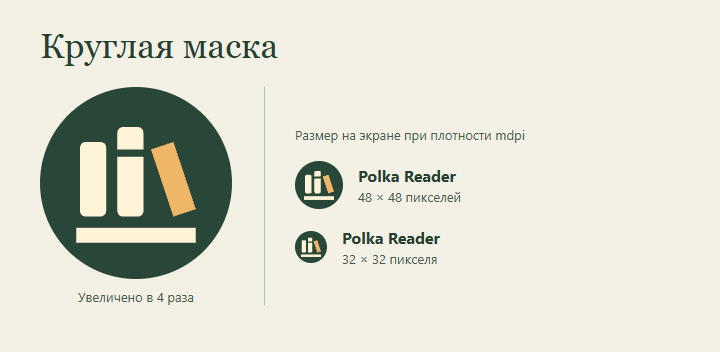 Круглая маска
Увеличено в 4 раза
Размер на экране при плотности mdpi
Polka Reader
48 × 48 пикселей
Polka Reader
32 × 32 пикселя